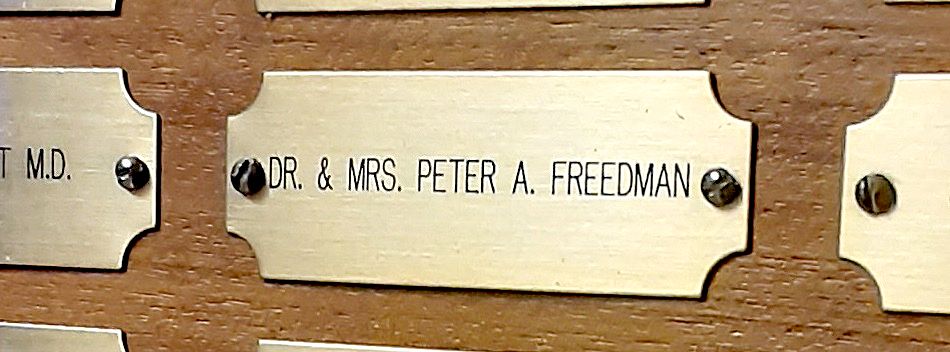 T M.D.
DR. & MRS. PETER A. FREEDMAN